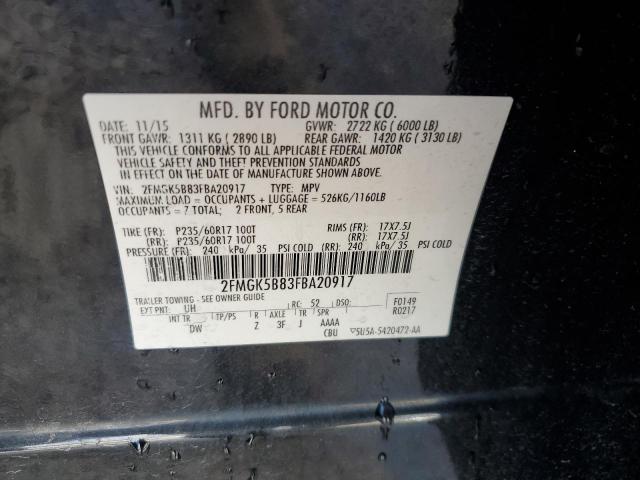 MFD. BY FORD MOTOR CO.
DATE: 11/15 GVWR: 2722 KG ( 6000 LB)
FRONT GAWR: 1311 KG ( 2890 LB) REAR GAWR: 1420 KG ( 3130 LB)
THIS VEHICLE CONFORMS TO ALL APPLICABLE FEDERAL MOTOR
VEHICLE SAFETY AND THEFT PREVENTION STANDARDS
IN EFFECT ON THE DATE OF MANUFACTURE SHOWN ABOVE.
VIN: 2FMGK5B83FBA20917 TYPE: MPV
MAXIMUM LOAD = OCCUPANTS + LUGGAGE = 526KG/1160LB
OCCUPANTS = 7 TOTAL; 2 FRONT, 5 REAR
TIRE (FR): P235/60R17 100T RIMS (FR): 17X7.5J
(RR): P235/60R17 100T (RR): 17X7.5J
PRESSURE (FR): 240 kPa/ 35 PSI COLD (RR): 240 kPa/ 35 PSI COLD
2FMGK5B83FBA20917
TRAILER TOWING - SEE OWNER GUIDE
EXT PNT: UH RC: 52 DSO: F0149
R0217
INT TR TP/PS R AXLE TR SPR
DW Z 3F J AAAA
CBU 5U5A-5420472-AA